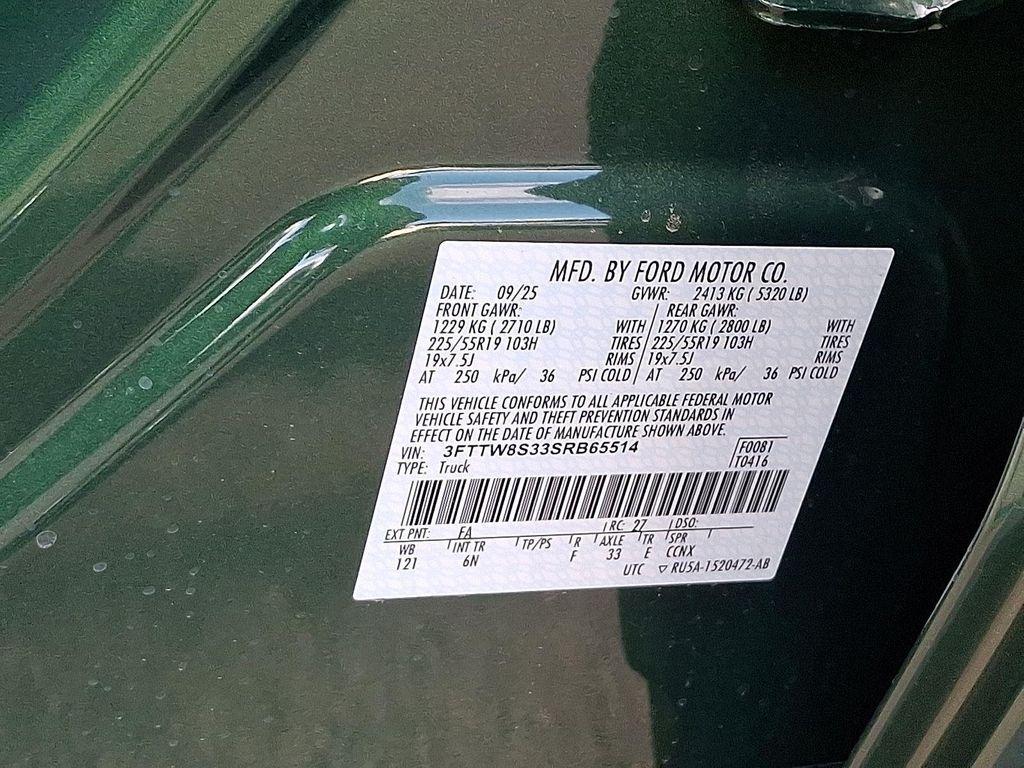 MFD. BY FORD MOTOR CO.
DATE: 09/25 GVWR: 2413 KG ( 5320 LB)
FRONT GAWR: REAR GAWR:
1229 KG ( 2710 LB) WITH 1270 KG ( 2800 LB) WITH
225/55R19 103H TIRES 225/55R19 103H TIRES
19x7.5J RIMS 19x7.5J RIMS
AT 250 kPa/ 36 PSI COLD AT 250 kPa/ 36 PSI COLD
THIS VEHICLE CONFORMS TO ALL APPLICABLE FEDERAL MOTOR
VEHICLE SAFETY AND THEFT PREVENTION STANDARDS IN
EFFECT ON THE DATE OF MANUFACTURE SHOWN ABOVE.
VIN: 3FTTW8S33SRB65514 F0081
TYPE: Truck T0416
EXT PNT: FA RC: 27 DSO:
WB INT TR TP/PS R AXLE TR SPR
121 6N F 33 E CCNX
UTC ▽ RU5A-1520472-AB